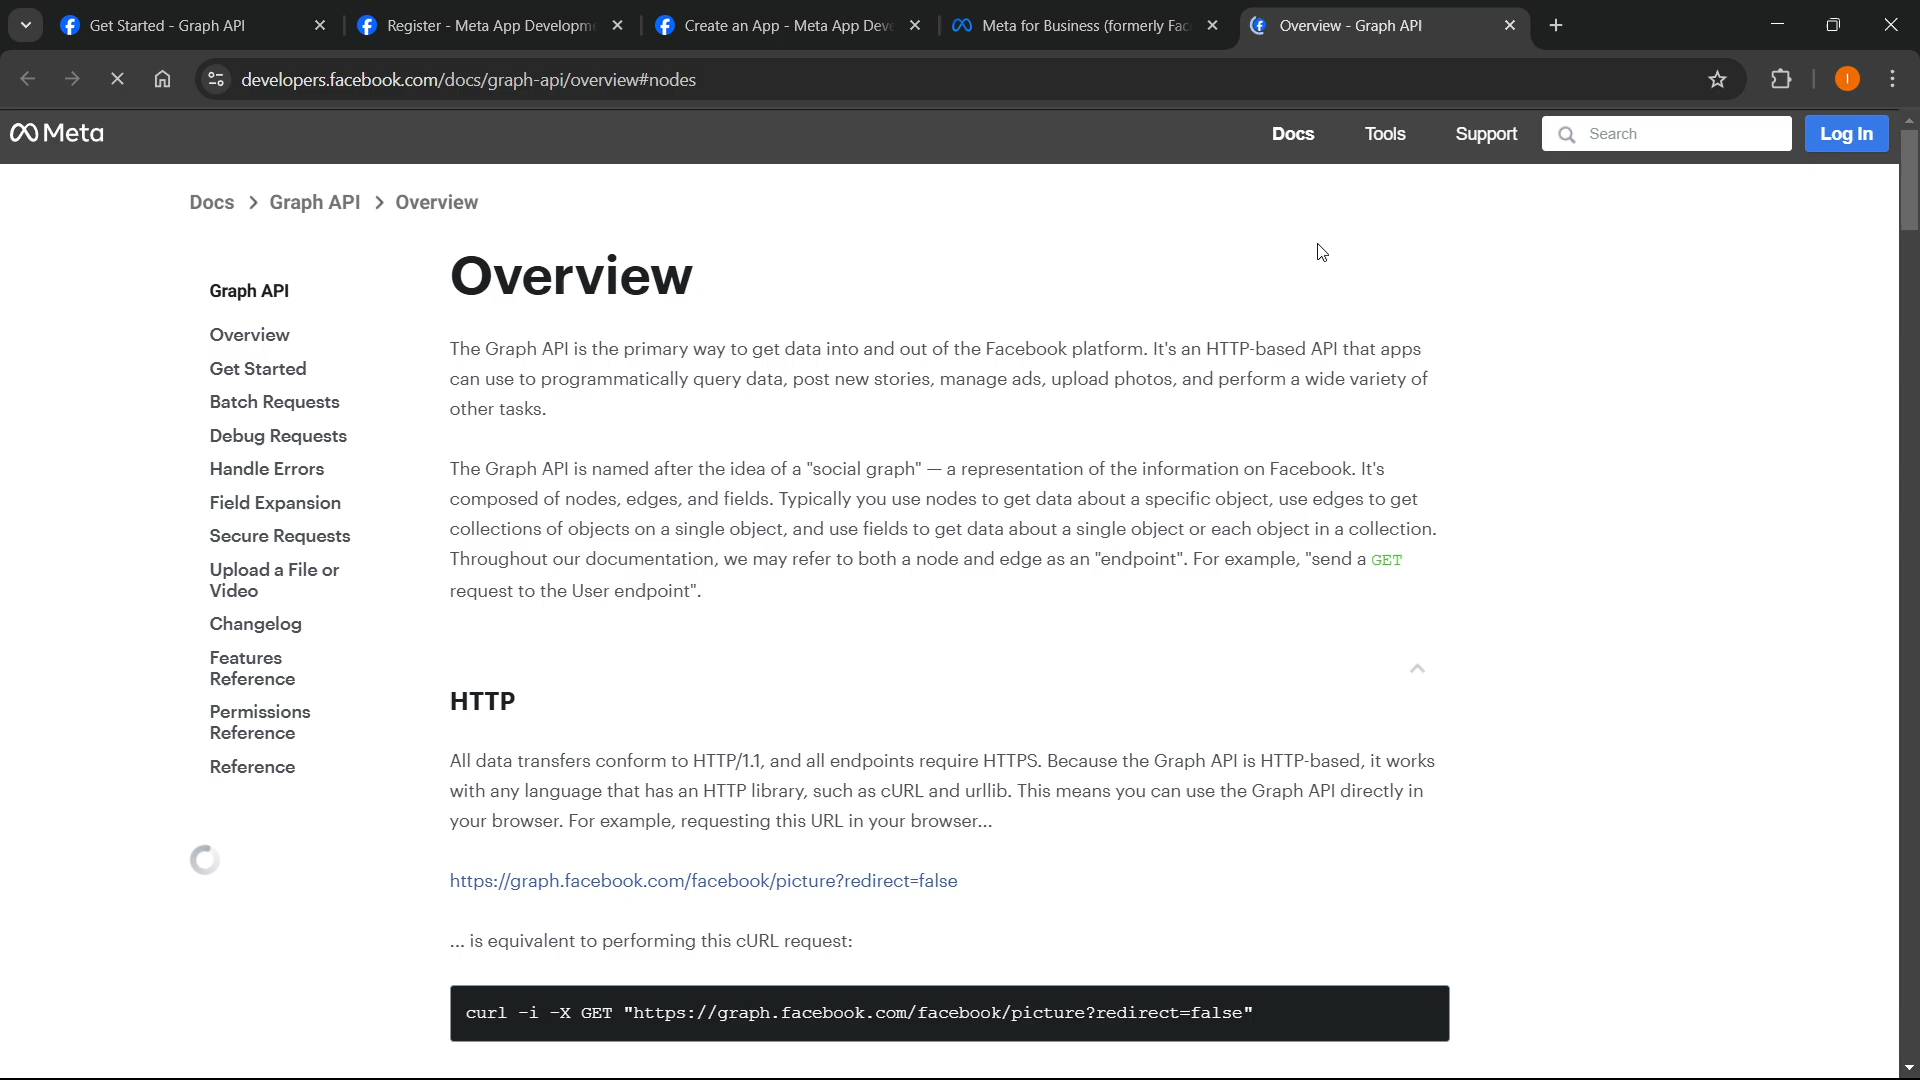 Get Started - Graph API
Register - Meta App Developm
Create an App - Meta App Dev
Meta for Business (formerly Fac
Overview - Graph API
developers.facebook.com/docs/graph-api/overview#nodes
I
Meta
Docs
Tools
Support
Search
Log In
Docs > Graph API > Overview
Graph API
Overview
Get Started
Batch Requests
Debug Requests
Handle Errors
Field Expansion
Secure Requests
Upload a File or
Video
Changelog
Features
Reference
Permissions
Reference
Reference
Overview
The Graph API is the primary way to get data into and out of the Facebook platform. It's an HTTP-based API that apps
can use to programmatically query data, post new stories, manage ads, upload photos, and perform a wide variety of
other tasks.
The Graph API is named after the idea of a "social graph" — a representation of the information on Facebook. It's
composed of nodes, edges, and fields. Typically you use nodes to get data about a specific object, use edges to get
collections of objects on a single object, and use fields to get data about a single object or each object in a collection.
Throughout our documentation, we may refer to both a node and edge as an "endpoint". For example, "send a GET
request to the User endpoint".
HTTP
All data transfers conform to HTTP/1.1, and all endpoints require HTTPS. Because the Graph API is HTTP-based, it works
with any language that has an HTTP library, such as cURL and urllib. This means you can use the Graph API directly in
your browser. For example, requesting this URL in your browser...
https://graph.facebook.com/facebook/picture?redirect=false
... is equivalent to performing this cURL request:
curl -i -X GET "https://graph.facebook.com/facebook/picture?redirect=false"